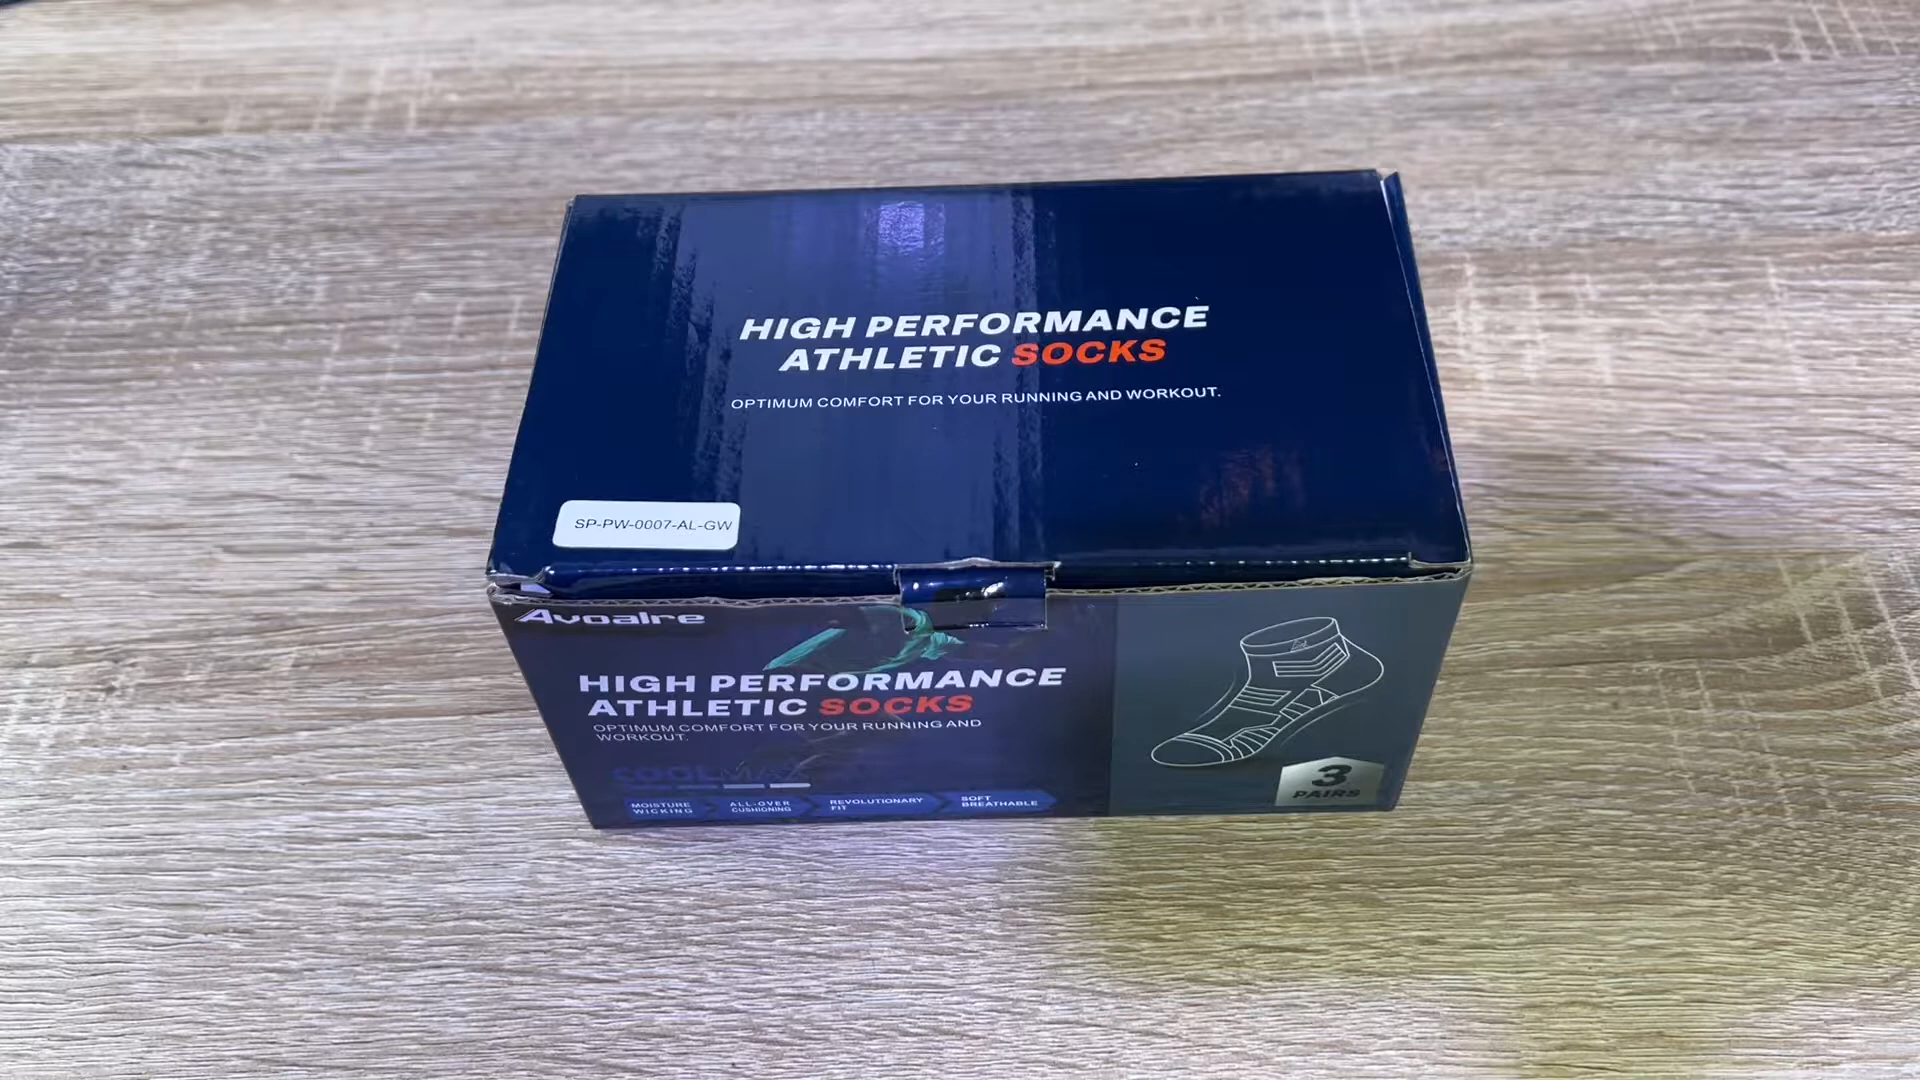 HIGH PERFORMANCE
ATHLETIC SOCKS
OPTIMUM COMFORT FOR YOUR RUNNING AND WORKOUT.
SP-PW-0007-AL-GW
Avoalre
HIGH PERFORMANCE
ATHLETIC SOCKS
OPTIMUM COMFORT FOR YOUR RUNNING AND
WORKOUT.
COOLMAX
MOISTURE
WICKING
ALL-OVER
CUSHIONING
REVOLUTIONARY
FIT
SOFT
BREATHABLE
3
PAIRS